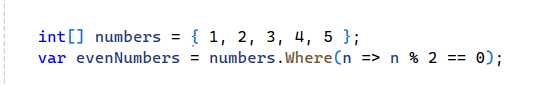 int[] numbers = { 1, 2, 3, 4, 5 };
var evenNumbers = numbers.Where(n => n % 2 == 0);